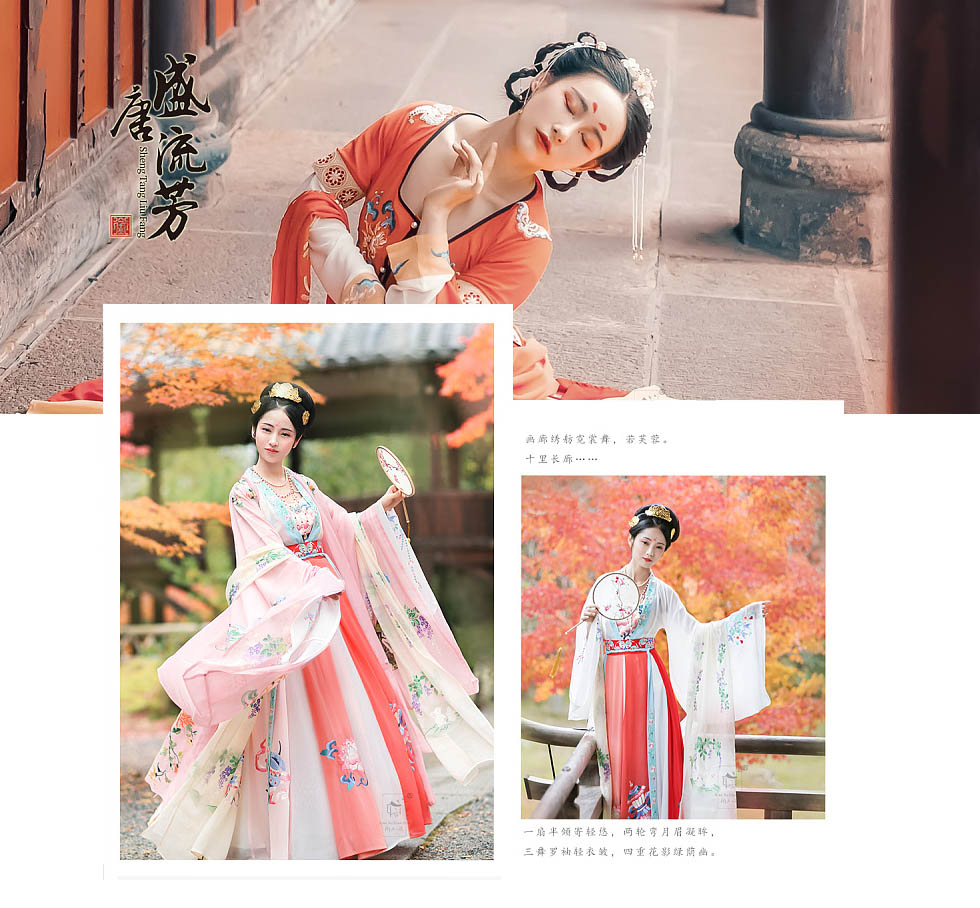 盛唐流芳
Sheng Tang Liu Fang
画廊绣舫霓裳舞，若芙蓉。
十里长廊……
一扇半倾寄轻愁，两轮弯月眉凝眸，
三舞罗袖轻衣皱，四重花影绿荫幽。